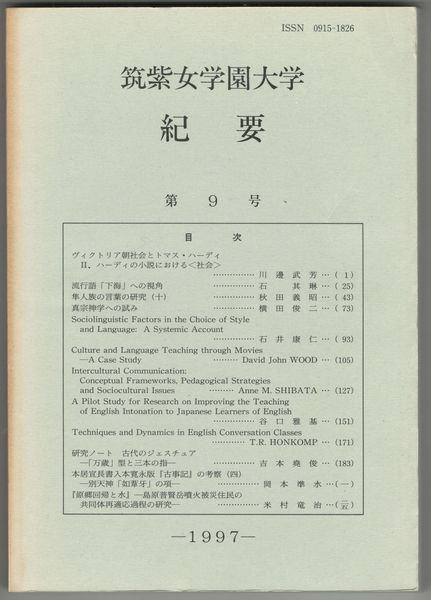 ISSN 0915-1826
筑紫女学園大学
紀要
第9号
目次
ヴィクトリア朝社会とトマス・ハーディ
II. ハーディの小説における<社会>
……………川邊武芳…( 1)
流行語「下海」への視角 ……………石其琳…( 25)
隼人族の言葉の研究(十) ……………秋田義昭…( 43)
真宗神学への試み ……………横田俊二…( 73)
Sociolinguistic Factors in the Choice of Style
and Language: A Systemic Account
……………石井康仁…( 93)
Culture and Language Teaching through Movies
—A Case Study ……… David John WOOD…(105)
Intercultural Communication:
Conceptual Frameworks, Pedagogical Strategies
and Sociocultural Issues ……… Anne M. SHIBATA…(127)
A Pilot Study for Research on Improving the Teaching
of English Intonation to Japanese Learners of English
……………谷口雅基…(151)
Techniques and Dynamics in English Conversation Classes
…………… T.R. HONKOMP…(171)
研究ノート 古代のジェスチュア
—「万歳」型と三本の指— ……………吉本堯俊…(183)
本居宣長書入本寛永版『古事記』の考察(四)
—別天神「如葦牙」の項— ……………岡本準水…(一)
『原郷回帰と水』—島原普賢岳噴火被災住民の
共同体再適応過程の研究— ……………米村竜治…(二五)
—1997—